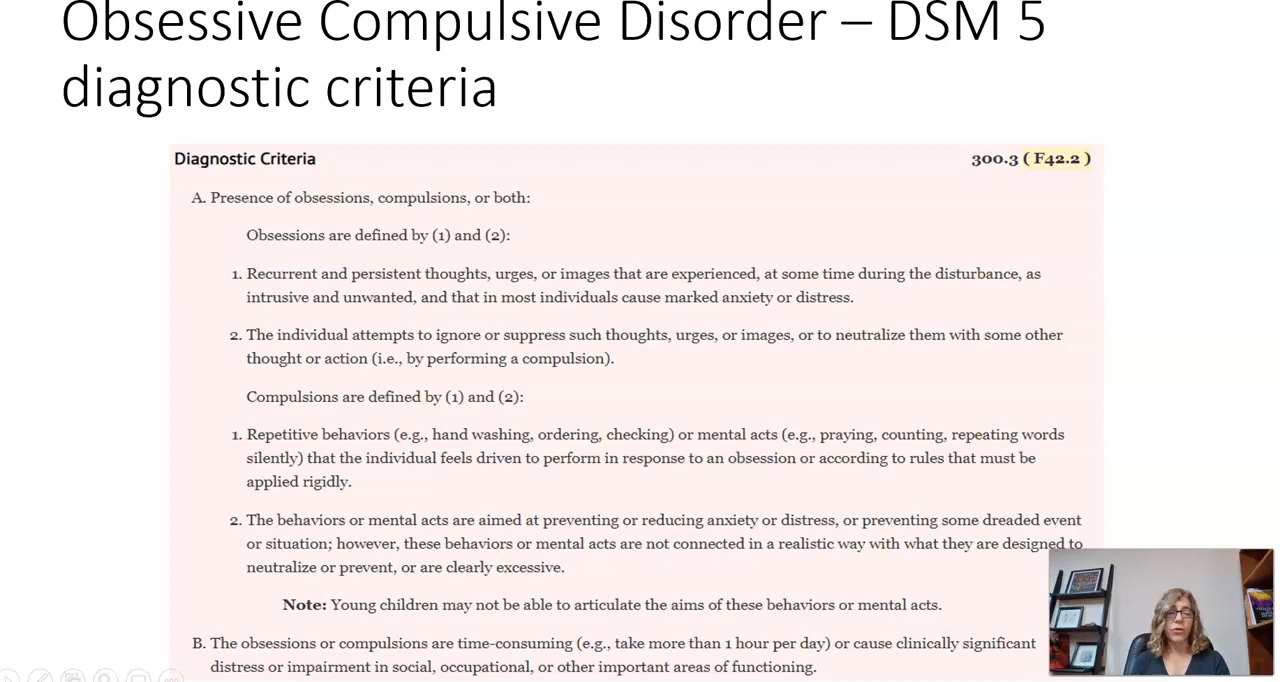 Obsessive Compulsive Disorder – DSM 5
diagnostic criteria
Diagnostic Criteria 300.3 ( F42.2 )
A. Presence of obsessions, compulsions, or both:
Obsessions are defined by (1) and (2):
1. Recurrent and persistent thoughts, urges, or images that are experienced, at some time during the disturbance, as
intrusive and unwanted, and that in most individuals cause marked anxiety or distress.
2. The individual attempts to ignore or suppress such thoughts, urges, or images, or to neutralize them with some other
thought or action (i.e., by performing a compulsion).
Compulsions are defined by (1) and (2):
1. Repetitive behaviors (e.g., hand washing, ordering, checking) or mental acts (e.g., praying, counting, repeating words
silently) that the individual feels driven to perform in response to an obsession or according to rules that must be
applied rigidly.
2. The behaviors or mental acts are aimed at preventing or reducing anxiety or distress, or preventing some dreaded event
or situation; however, these behaviors or mental acts are not connected in a realistic way with what they are designed to
neutralize or prevent, or are clearly excessive.
Note: Young children may not be able to articulate the aims of these behaviors or mental acts.
B. The obsessions or compulsions are time-consuming (e.g., take more than 1 hour per day) or cause clinically significant
distress or impairment in social, occupational, or other important areas of functioning.